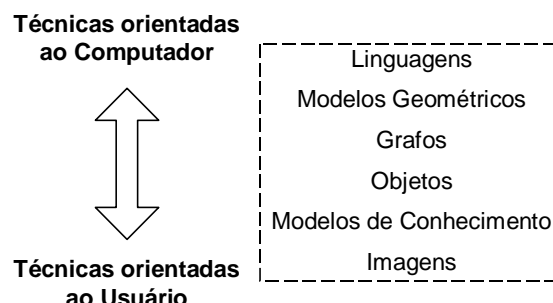 Técnicas orientadas
ao Computador
Linguagens
Modelos Geométricos
Grafos
Objetos
Modelos de Conhecimento
Imagens
Técnicas orientadas
ao Usuário